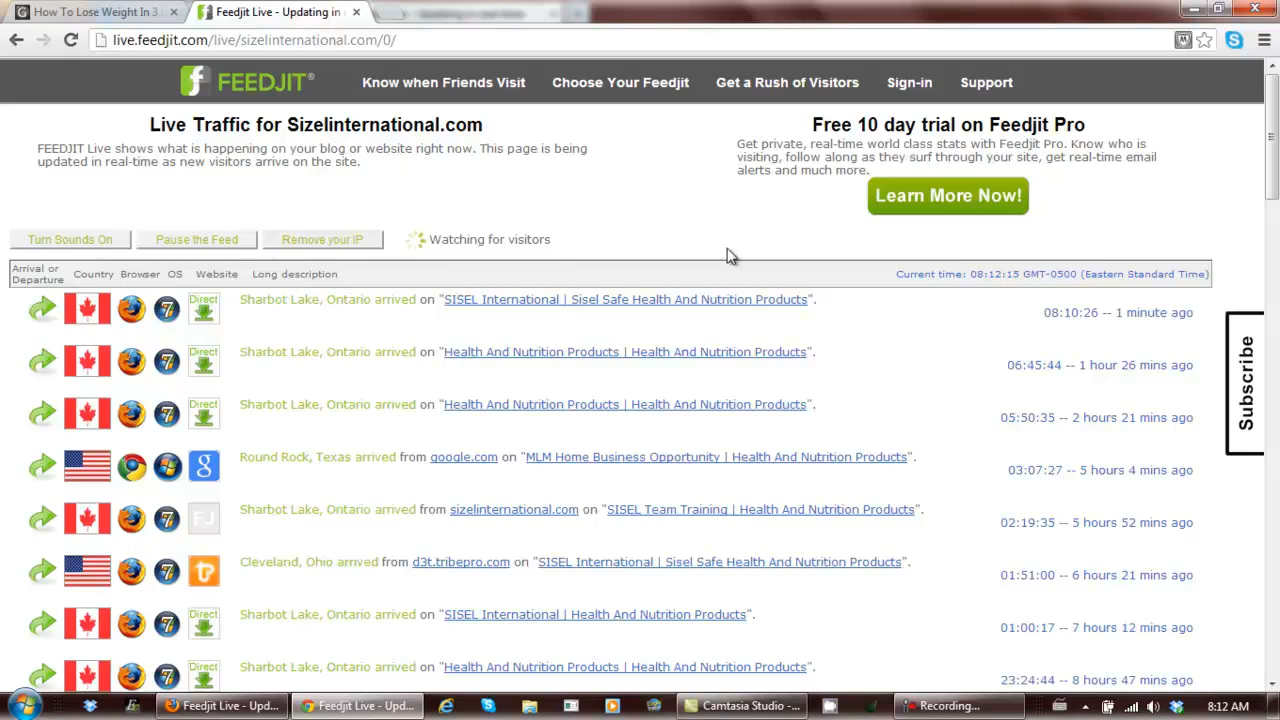 How To Lose Weight In 3
Feedjit Live - Updating in
live.feedjit.com/live/sizelinternational.com/0/
FEEDJIT®
Know when Friends Visit
Choose Your Feedjit
Get a Rush of Visitors
Sign-in
Support
Live Traffic for Sizelinternational.com
FEEDJIT Live shows what is happening on your blog or website right now. This page is being
updated in real-time as new visitors arrive on the site.
Free 10 day trial on Feedjit Pro
Get private, real-time world class stats with Feedjit Pro. Know who is
visiting, follow along as they surf through your site, get real-time email
alerts and much more.
Learn More Now!
Turn Sounds On
Pause the Feed
Remove your IP
Watching for visitors
Arrival or
Departure
Country
Browser
OS
Website
Long description
Current time: 08:12:15 GMT-0500 (Eastern Standard Time)
Direct
Sharbot Lake, Ontario arrived on "SISEL International | Sisel Safe Health And Nutrition Products".
08:10:26 -- 1 minute ago
Direct
Sharbot Lake, Ontario arrived on "Health And Nutrition Products | Health And Nutrition Products".
06:45:44 -- 1 hour 26 mins ago
Direct
Sharbot Lake, Ontario arrived on "Health And Nutrition Products | Health And Nutrition Products".
05:50:35 -- 2 hours 21 mins ago
g
Round Rock, Texas arrived from google.com on "MLM Home Business Opportunity | Health And Nutrition Products".
03:07:27 -- 5 hours 4 mins ago
FJ
Sharbot Lake, Ontario arrived from sizelinternational.com on "SISEL Team Training | Health And Nutrition Products".
02:19:35 -- 5 hours 52 mins ago
Cleveland, Ohio arrived from d3t.tribepro.com on "SISEL International | Sisel Safe Health And Nutrition Products".
01:51:00 -- 6 hours 21 mins ago
Direct
Sharbot Lake, Ontario arrived on "SISEL International | Health And Nutrition Products".
01:00:17 -- 7 hours 12 mins ago
Direct
Sharbot Lake, Ontario arrived on "Health And Nutrition Products | Health And Nutrition Products".
23:24:44 -- 8 hours 47 mins ago
Subscribe
Feedjit Live - Upd...
Feedjit Live - Upd...
Camtasia Studio -...
Recording...
8:12 AM